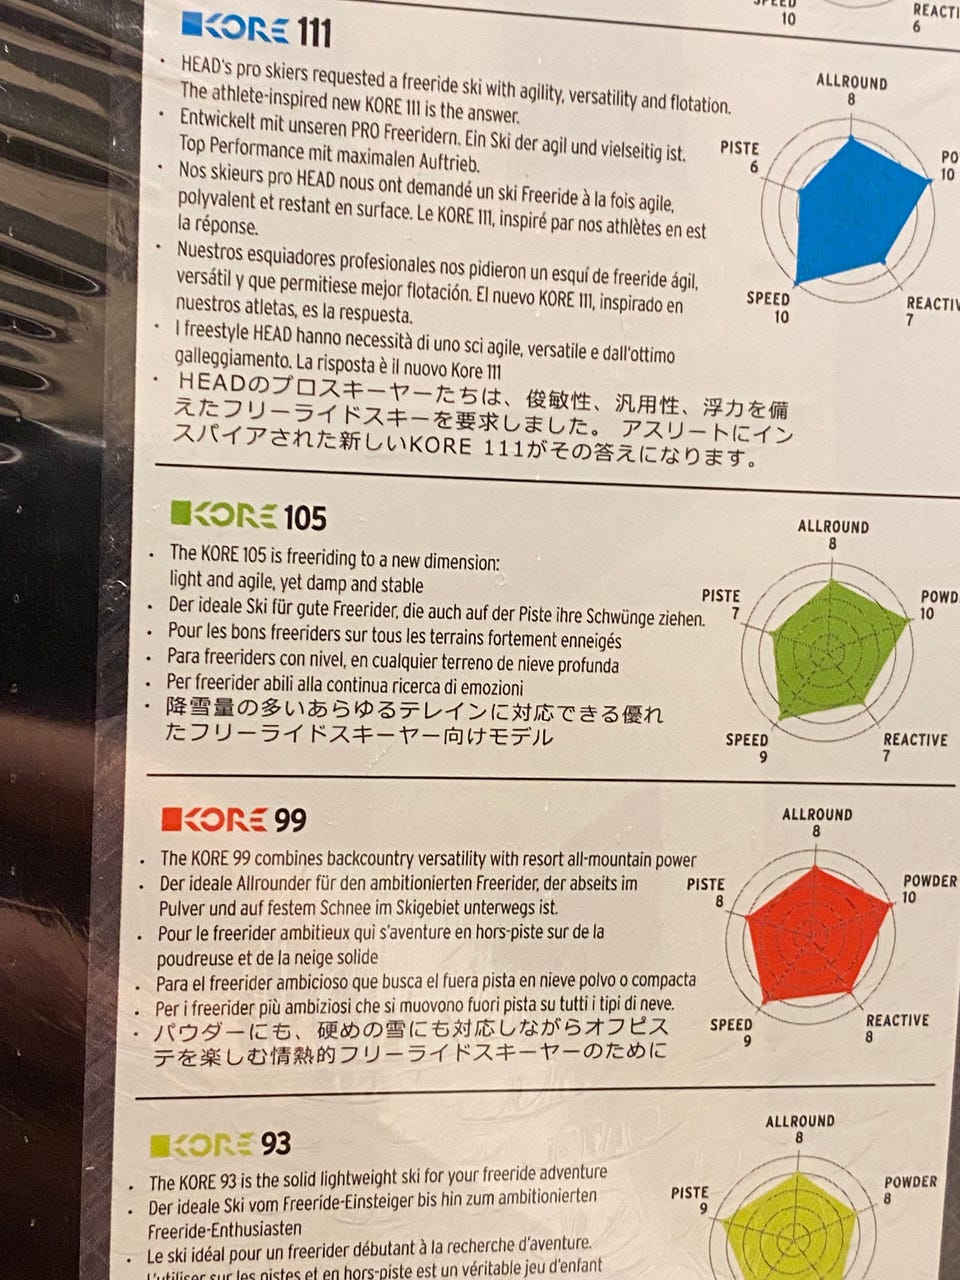 10
6
KORE 111
• HEAD's pro skiers requested a freeride ski with agility, versatility and flotation.
The athlete-inspired new KORE 111 is the answer.
• Entwickelt mit unseren PRO Freeridern. Ein Ski der agil und vielseitig ist.
Top Performance mit maximalen Auftrieb.
• Nos skieurs pro HEAD nous ont demandé un ski Freeride à la fois agile,
polyvalent et restant en surface. Le KORE 111, inspiré par nos athlètes en est
la réponse.
• Nuestros esquiadores profesionales nos pidieron un esquí de freeride ágil,
versátil y que permitiese mejor flotación. El nuevo KORE 111, inspirado en
nuestros atletas, es la respuesta.
• I freestyle HEAD hanno necessità di uno sci agile, versatile e dall'ottimo
galleggiamento. La risposta è il nuovo Kore 111
• HEADのプロスキーヤーたちは、俊敏性、汎用性、浮力を備
えたフリーライドスキーを要求しました。 アスリートにイン
スパイアされた新しいKORE 111がその答えになります。
ALLROUND
8
PISTE
6
PO
10
SPEED
10
REACTIV
7
KORE 105
• The KORE 105 is freeriding to a new dimension:
light and agile, yet damp and stable
• Der ideale Ski für gute Freerider, die auch auf der Piste ihre Schwünge ziehen.
• Pour les bons freeriders sur tous les terrains fortement enneigés
• Para freeriders con nivel, en cualquier terreno de nieve profunda
• Per freerider abili alla continua ricerca di emozioni
• 降雪量の多いあらゆるテレインに対応できる優れ
たフリーライドスキーヤー向けモデル
ALLROUND
8
PISTE
7
POWD
10
SPEED
9
REACTIVE
7
KORE 99
• The KORE 99 combines backcountry versatility with resort all-mountain power
• Der ideale Allrounder für den ambitionierten Freerider, der abseits im
Pulver und auf festem Schnee im Skigebiet unterwegs ist.
• Pour le freerider ambitieux qui s'aventure en hors-piste sur de la
poudreuse et de la neige solide
• Para el freerider ambicioso que busca el fuera pista en nieve polvo o compacta
• Per i freerider più ambiziosi che si muovono fuori pista su tutti i tipi di neve.
• パウダーにも、硬めの雪にも対応しながらオフピス
テを楽しむ情熱的フリーライドスキーヤーのために
ALLROUND
8
PISTE
8
POWDER
10
SPEED
9
REACTIVE
8
KORE 93
• The KORE 93 is the solid lightweight ski for your freeride adventure
• Der ideale Ski vom Freeride-Einsteiger bis hin zum ambitionierten
Freeride-Enthusiasten
• Le ski idéal pour un freerider débutant à la recherche d'aventure.
L'utiliser sur les pistes et en hors-piste est un véritable jeu d'enfant
ALLROUND
8
PISTE
9
POWDER
8